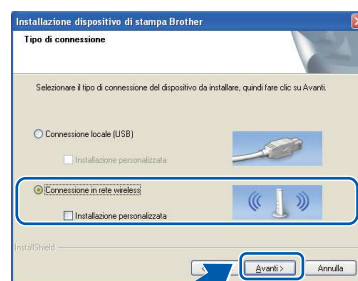 Installazione dispositivo di stampa Brother
Tipo di connessione
Selezionare il tipo di connessione del dispositivo da installare, quindi fare clic su Avanti.
Connessione locale (USB)
Installazione personalizzata
Connessione in rete wireless
Installazione personalizzata
InstallShield
Avanti >
Annulla